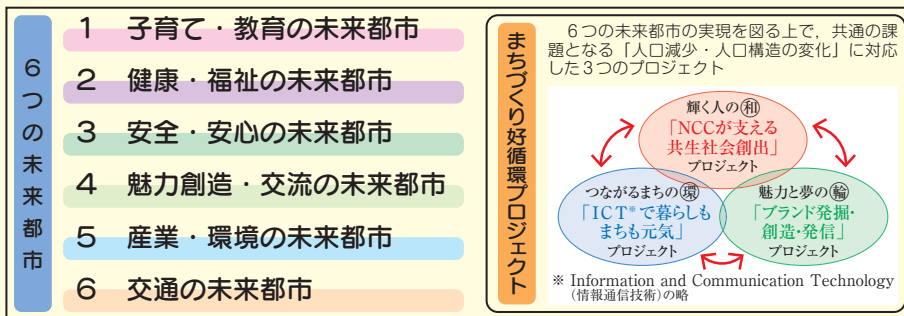 6つの未来都市
1 子育て・教育の未来都市
2 健康・福祉の未来都市
3 安全・安心の未来都市
4 魅力創造・交流の未来都市
5 産業・環境の未来都市
6 交通の未来都市
まちづくり好循環プロジェクト
6つの未来都市の実現を図る上で，共通の課
題となる「人口減少・人口構造の変化」に対応
した3つのプロジェクト
輝く人の㊙和
「NCCが支える
共生社会創出」
プロジェクト
つながるまちの環
「ICT※で暮らしも
まちも元気」
プロジェクト
魅力と夢の輪
「ブランド発掘・
創造・発信」
プロジェクト
※ Information and Communication Technology
(情報通信技術)の略